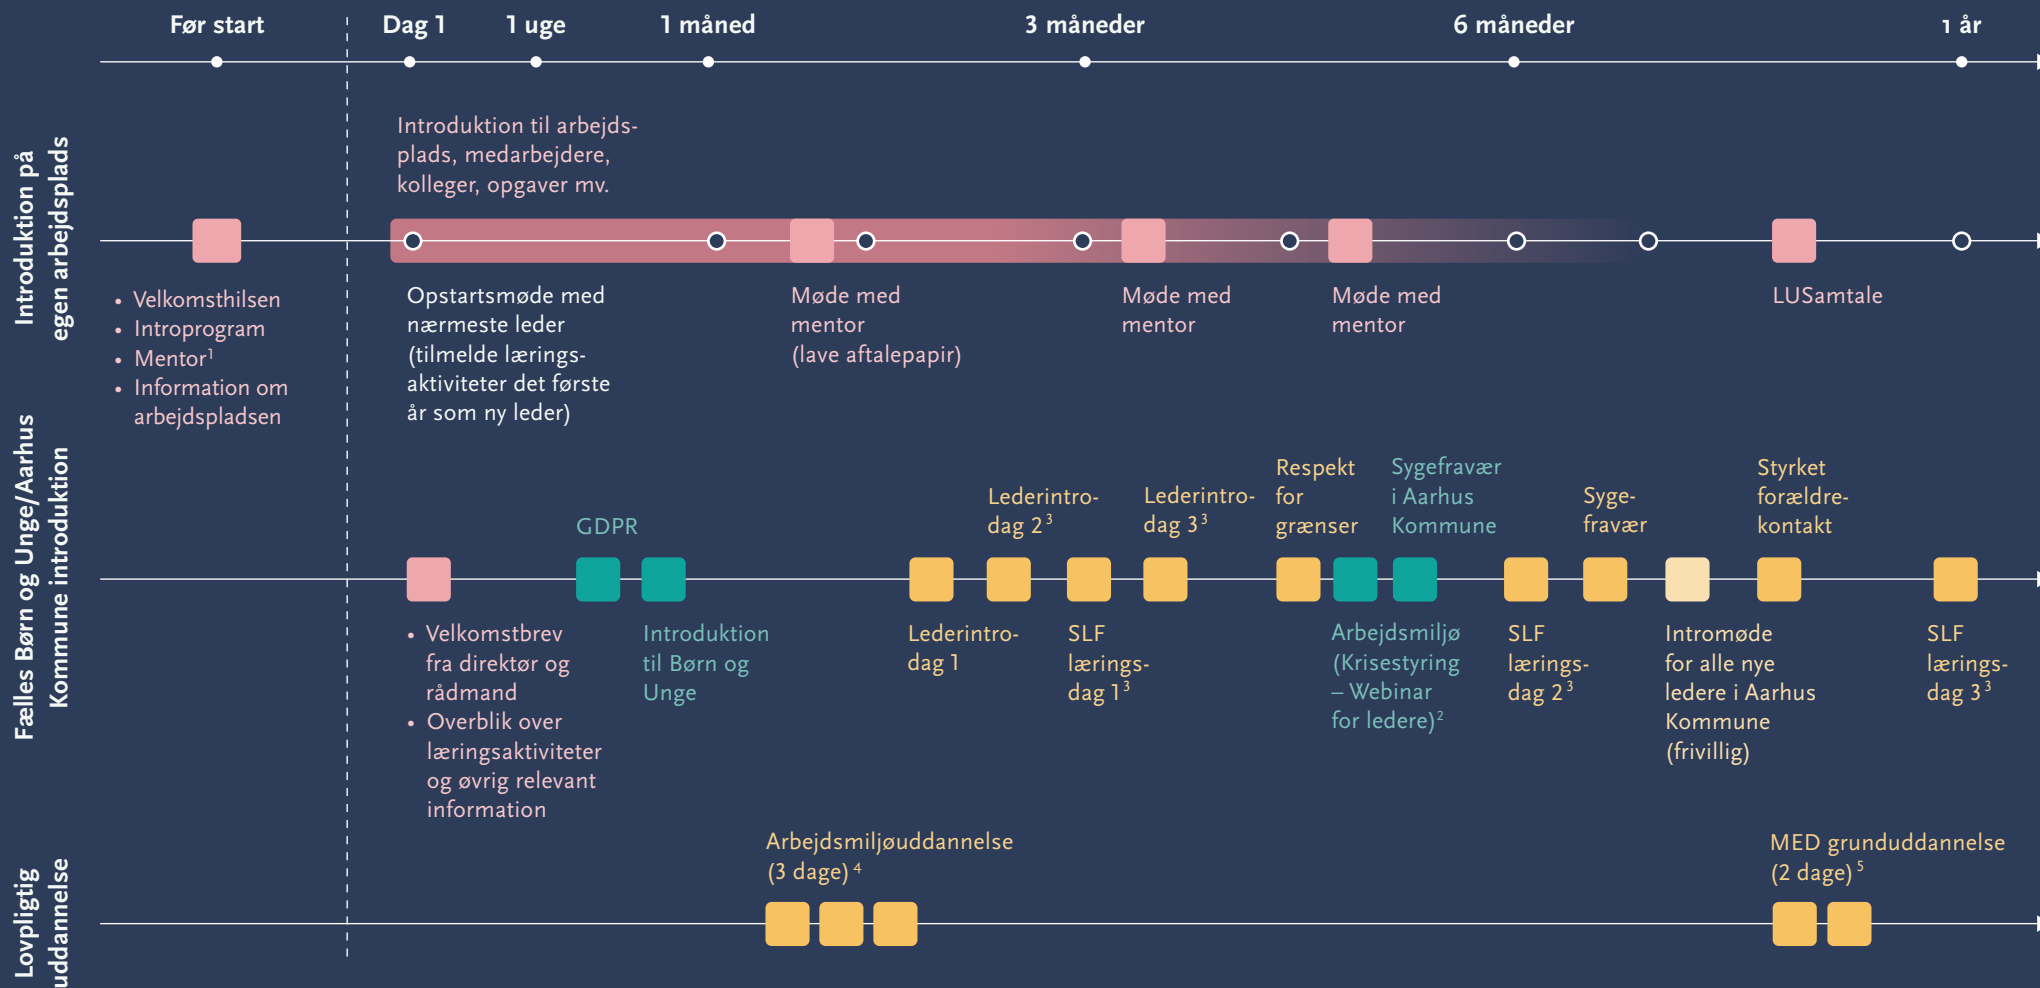 Før start
Dag 1
1 uge
1 måned
3 måneder
6 måneder
1 år
Introduktion på
egen arbejdsplads
Introduktion til arbejds-
plads, medarbejdere,
kolleger, opgaver mv.
• Velkomsthilsen
• Introprogram
• Mentor¹
• Information om
arbejdspladsen
Opstartsmøde med
nærmeste leder
(tilmelde lærings-
aktiviteter det første
år som ny leder)
Møde med
mentor
(lave aftalepapir)
Møde med
mentor
Møde med
mentor
LUSamtale
Fælles Børn og Unge/Aarhus
Kommune introduktion
• Velkomstbrev
fra direktør og
rådmand
• Overblik over
læringsaktiviteter
og øvrig relevant
information
GDPR
Introduktion
til Børn og
Unge
Lederintro-
dag 1
Lederintro-
dag 2³
SLF
lærings-
dag 1³
Lederintro-
dag 3³
Respekt
for
grænser
Arbejdsmiljø
(Krisestyring
– Webinar
for ledere)²
Sygefravær
i Aarhus
Kommune
SLF
lærings-
dag 2³
Syge-
fravær
Intromøde
for alle nye
ledere i Aarhus
Kommune
(frivillig)
Styrket
forældre-
kontakt
SLF
lærings-
dag 3³
Lovpligtig
uddannelse
Arbejdsmiljøuddannelse
(3 dage) ⁴
MED grunduddannelse
(2 dage) ⁵